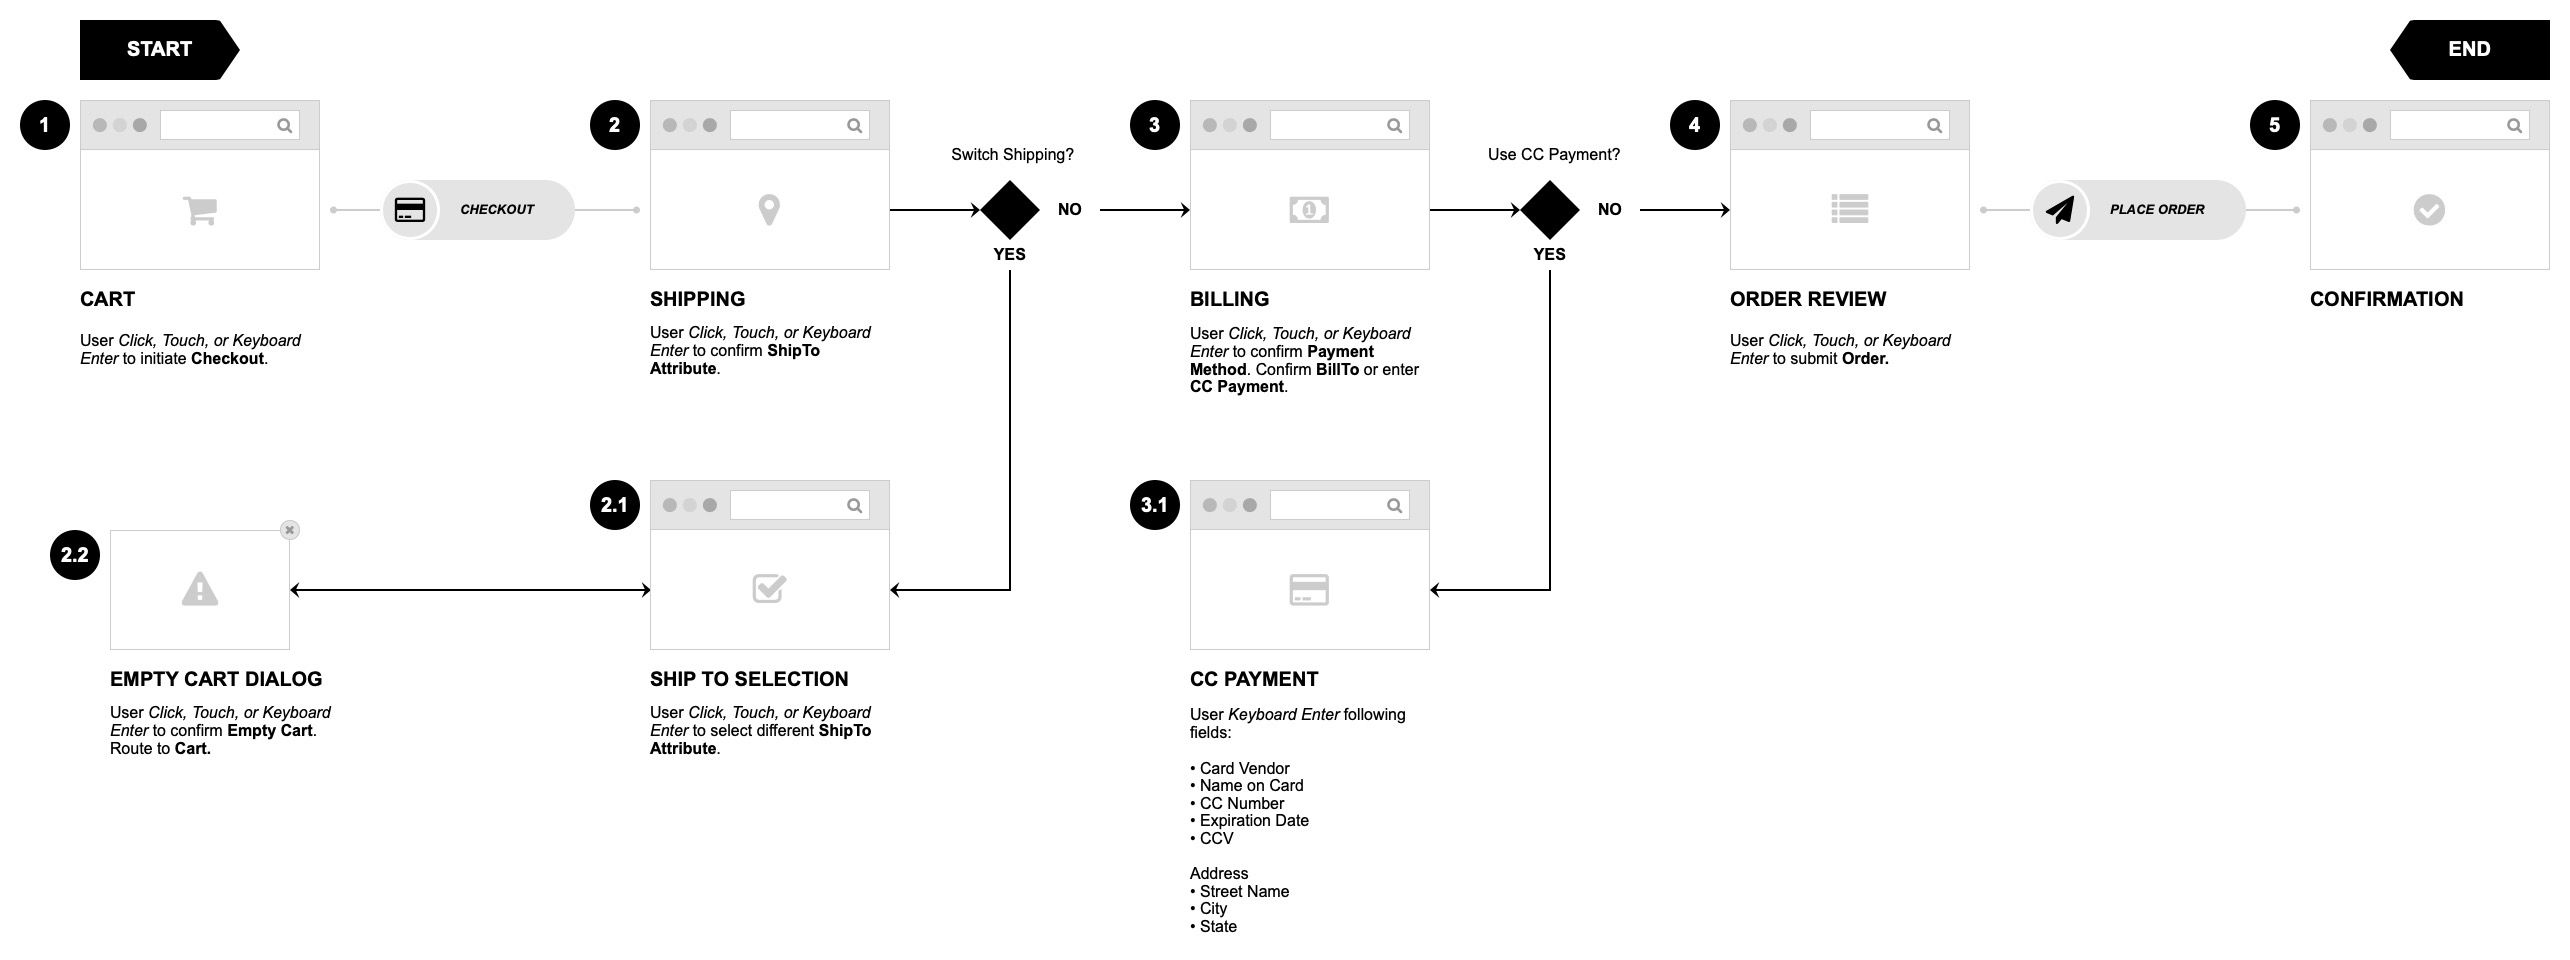 START
END
1
2
3
4
5
Switch Shipping?
Use CC Payment?
CHECKOUT
NO
NO
PLACE ORDER
YES
YES
CART
User Click, Touch, or Keyboard
Enter to initiate Checkout.
SHIPPING
User Click, Touch, or Keyboard
Enter to confirm ShipTo
Attribute.
BILLING
User Click, Touch, or Keyboard
Enter to confirm Payment
Method. Confirm BillTo or enter
CC Payment.
ORDER REVIEW
User Click, Touch, or Keyboard
Enter to submit Order.
CONFIRMATION
2.2
2.1
3.1
EMPTY CART DIALOG
User Click, Touch, or Keyboard
Enter to confirm Empty Cart.
Route to Cart.
SHIP TO SELECTION
User Click, Touch, or Keyboard
Enter to select different ShipTo
Attribute.
CC PAYMENT
User Keyboard Enter following
fields:
• Card Vendor
• Name on Card
• CC Number
• Expiration Date
• CCV
Address
• Street Name
• City
• State